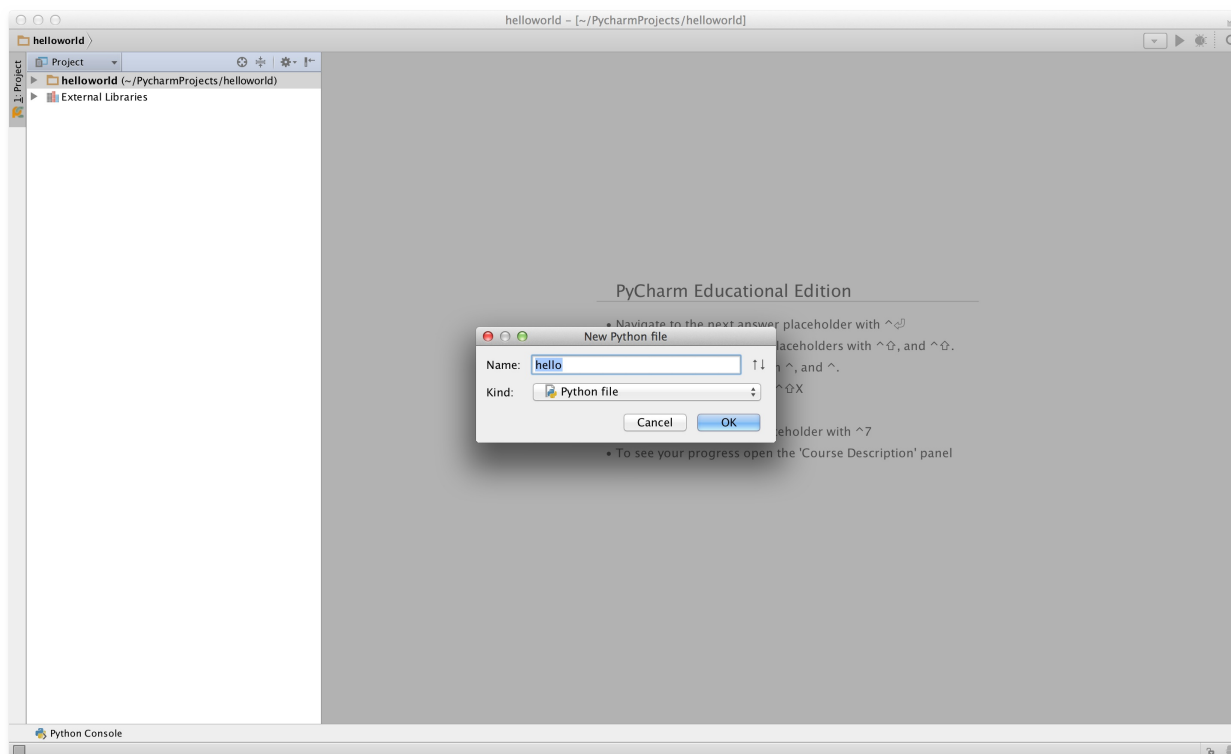 helloworld – [~/PycharmProjects/helloworld]
helloworld
1: Project
Project
helloworld (~/PycharmProjects/helloworld)
External Libraries
PyCharm Educational Edition
• Navigate to the next answer placeholder with ^⏎
laceholders with ^⇧, and ^⇧.
^, and ^.
^⇧X
eholder with ^7
• To see your progress open the 'Course Description' panel
New Python file
Name: hello ↑↓
Kind: Python file
Cancel OK
Python Console